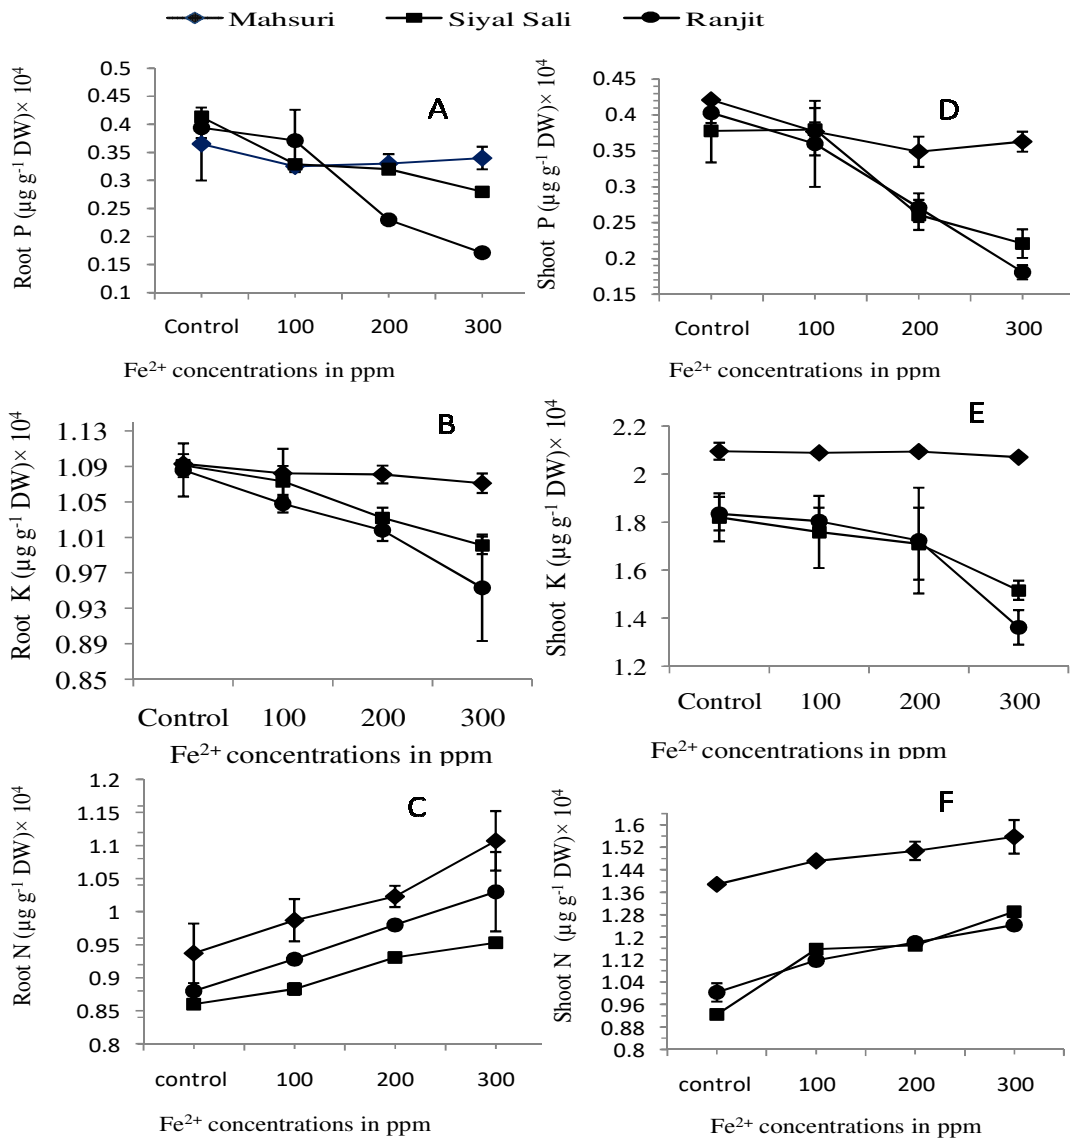 Mahsuri Siyal Sali Ranjit
A
Root P (µg g-1 DW)× 10⁴
0.5
0.45
0.4
0.35
0.3
0.25
0.2
0.15
0.1
Control 100 200 300
Fe²⁺ concentrations in ppm
D
Shoot P (µg g-1 DW)× 10⁴
0.45
0.4
0.35
0.3
0.25
0.2
0.15
Control 100 200 300
Fe²⁺ concentrations in ppm
B
Root K (µg g-1 DW)× 10⁴
1.13
1.09
1.05
1.01
0.97
0.93
0.89
0.85
Control 100 200 300
Fe²⁺ concentrations in ppm
E
Shoot K (µg g-1 DW)× 10⁴
2.2
2
1.8
1.6
1.4
1.2
Control 100 200 300
Fe²⁺ concentrations in ppm
C
Root N (µg g-1 DW)× 10⁴
1.2
1.15
1.1
1.05
1
0.95
0.9
0.85
0.8
control 100 200 300
Fe²⁺ concentrations in ppm
F
Shoot N (µg g-1 DW)× 10⁴
1.6
1.52
1.44
1.36
1.28
1.2
1.12
1.04
0.96
0.88
0.8
control 100 200 300
Fe²⁺ concentrations in ppm